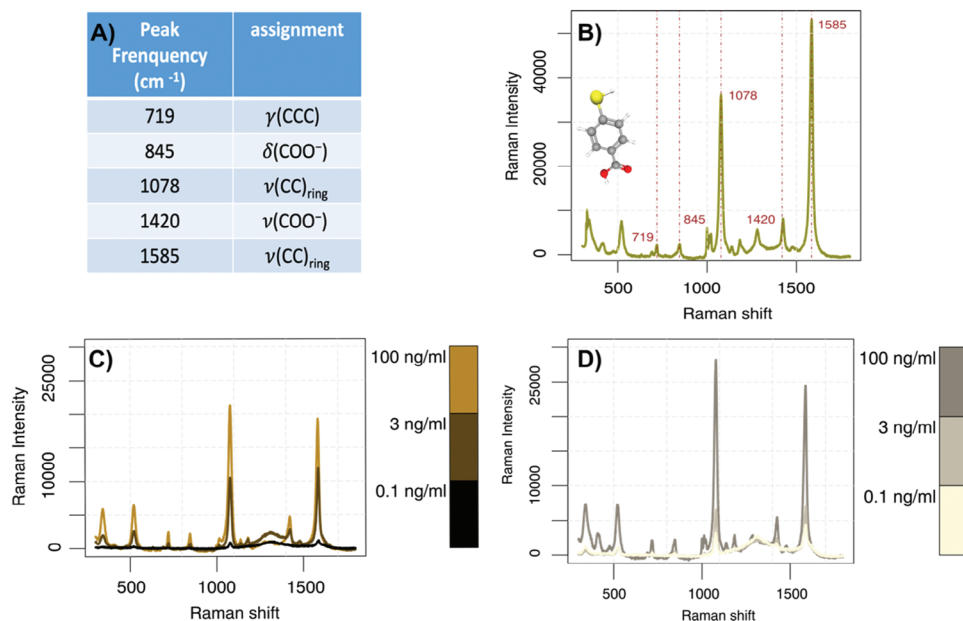 A)
Peak Frenquency (cm -1) assignment
719 γ(CCC)
845 δ(COO⁻)
1078 ν(CC)ring
1420 ν(COO⁻)
1585 ν(CC)ring
B)
Raman Intensity
40000
20000
0
1585
1078
719
845
1420
500 1000 1500
Raman shift
C)
Raman Intensity
25000
10000
0
500 1000 1500
Raman shift
100 ng/ml
3 ng/ml
0.1 ng/ml
D)
Raman Intensity
25000
10000
0
500 1000 1500
Raman shift
100 ng/ml
3 ng/ml
0.1 ng/ml